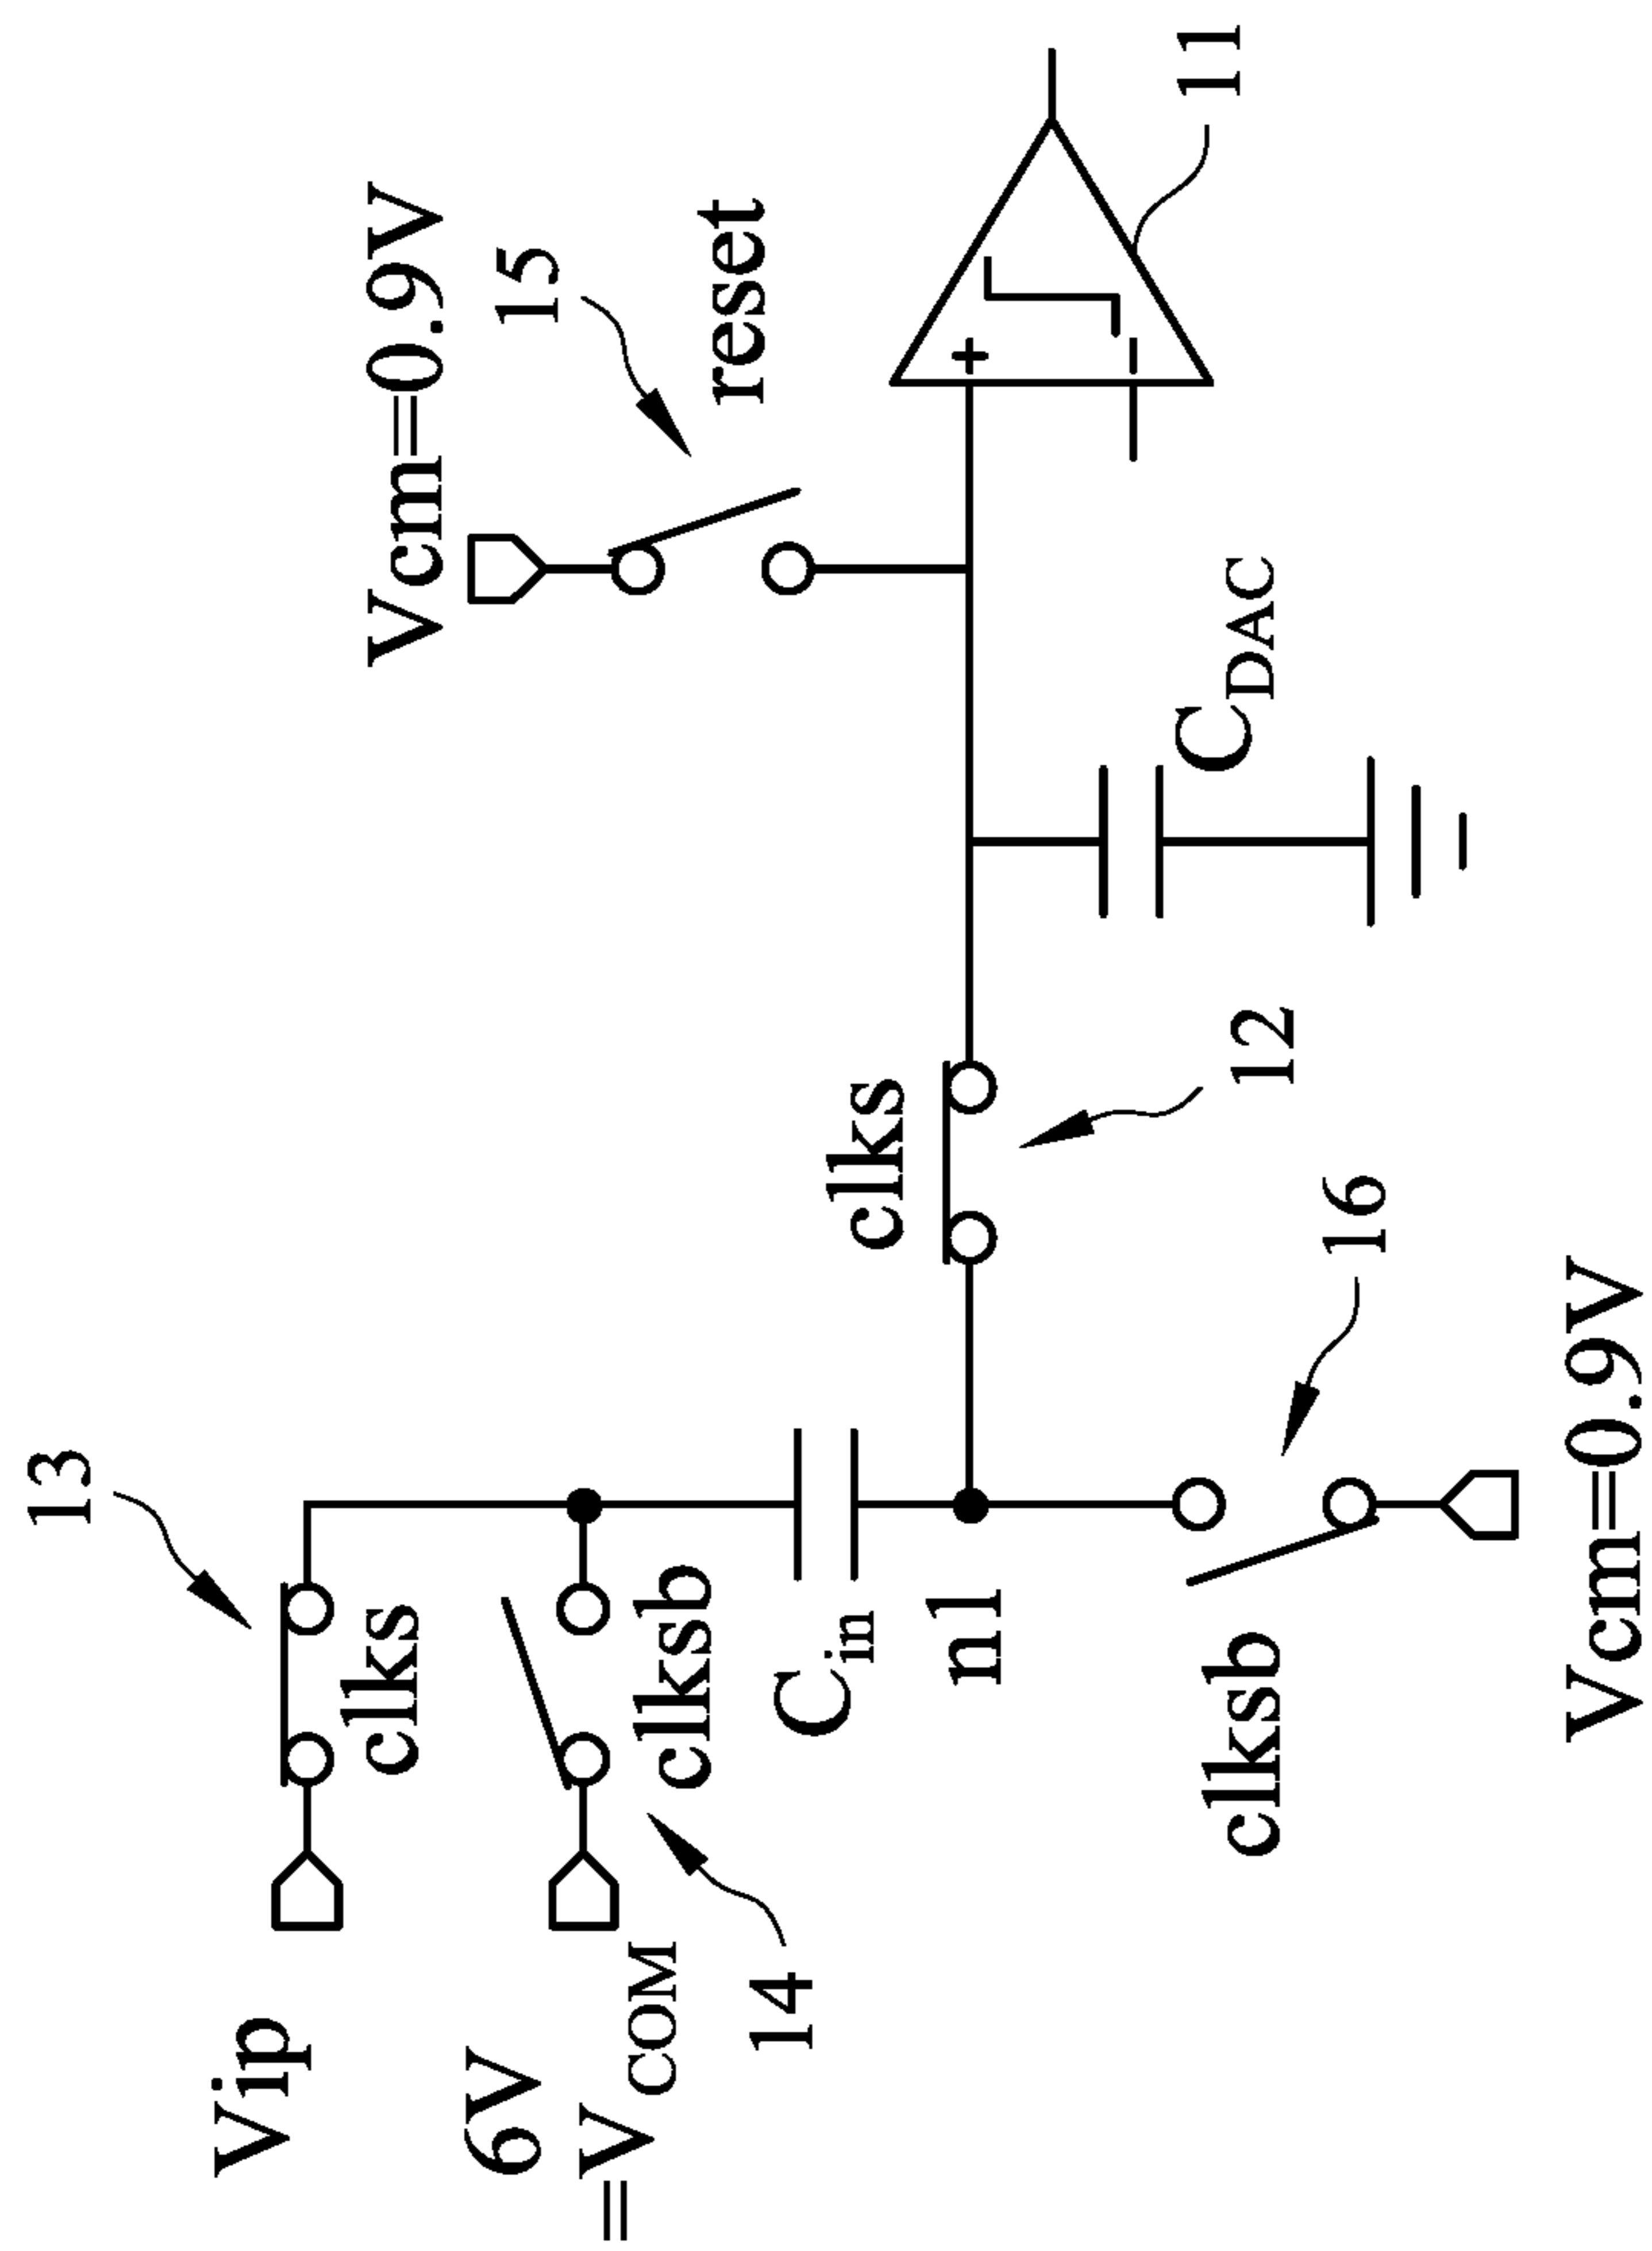 13
Vip
clks
Vcm=0.9V
15
6V
=VCOM
clksb
reset
14
Cin
clks
n1
11
CDAC
clksb
12
16
Vcm=0.9V